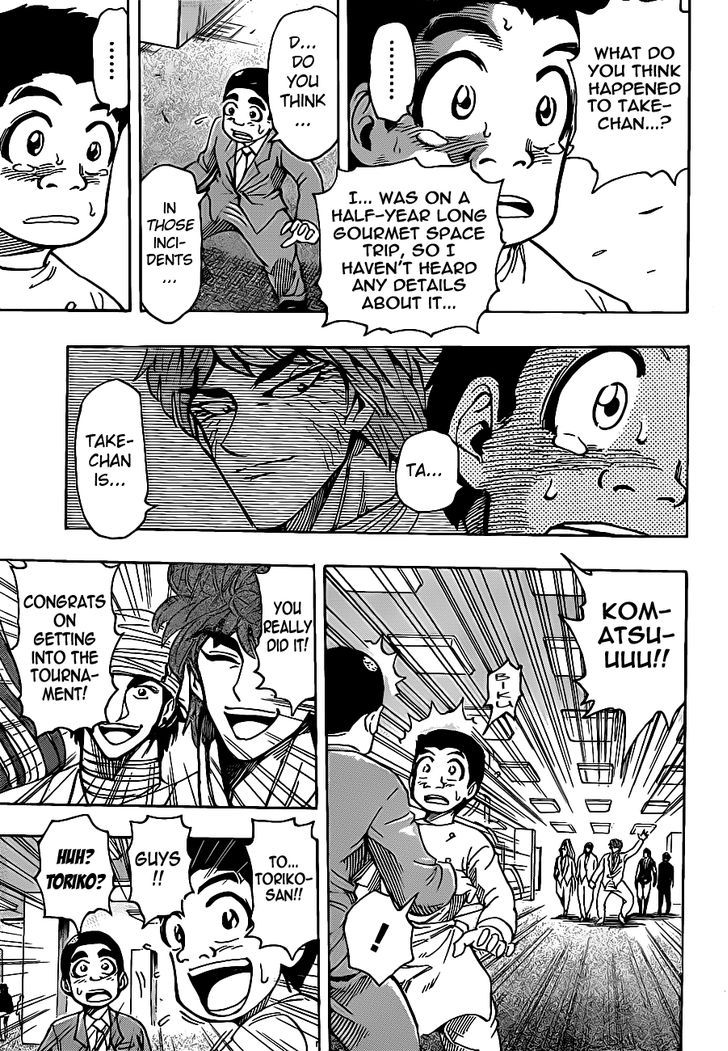 WHAT DO
YOU THINK
HAPPENED
TO TAKE-
CHAN...?
......
I... WAS ON A
HALF-YEAR LONG
GOURMET SPACE
TRIP, SO I
HAVEN'T HEARD
ANY DETAILS
ABOUT IT...
D...
DO YOU
THINK
...
IN
THOSE
INCI-
DENTS
...
......
TA...
TAKE-
CHAN
IS...
KOM-
ATSU-
UUU!!
BIKU
!
YOU
REALLY
DID IT!
CONGRATS
ON
GETTING
INTO THE
TOURNA-
MENT!
TO...
TORIKO-
SAN!!
GUYS
!!
HUH?
TORIKO?